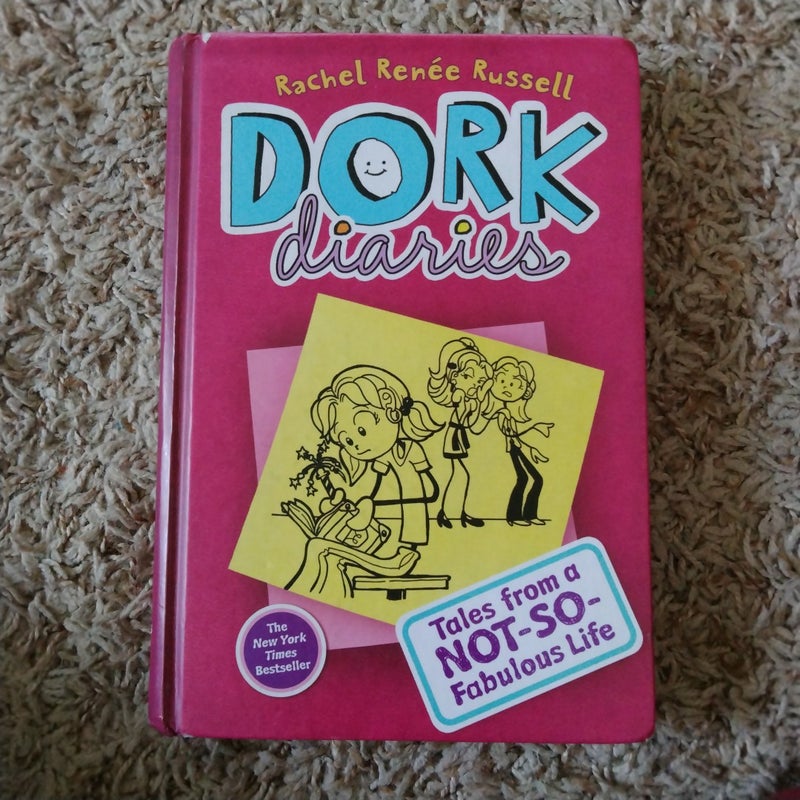 Rachel Renée Russell
DORK
diaries
Tales from a
NOT-SO-
Fabulous Life
The
New York
Times
Bestseller